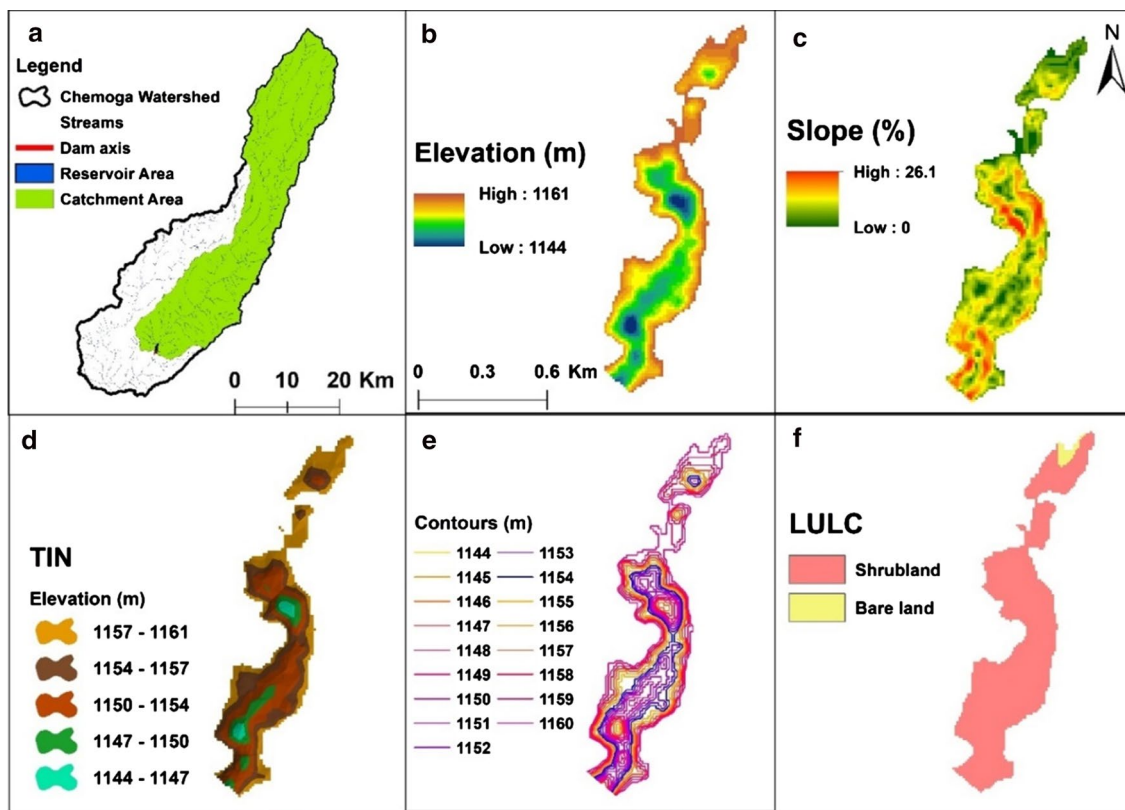 a
Legend
Chemoga Watershed
Streams
Dam axis
Reservoir Area
Catchment Area
0 10 20 Km
b
Elevation (m)
High : 1161
Low : 1144
0 0.3 0.6 Km
c
N
Slope (%)
High : 26.1
Low : 0
d
TIN
Elevation (m)
1157 - 1161
1154 - 1157
1150 - 1154
1147 - 1150
1144 - 1147
e
Contours (m)
1144 1153
1145 1154
1146 1155
1147 1156
1148 1157
1149 1158
1150 1159
1151 1160
1152
f
LULC
Shrubland
Bare land